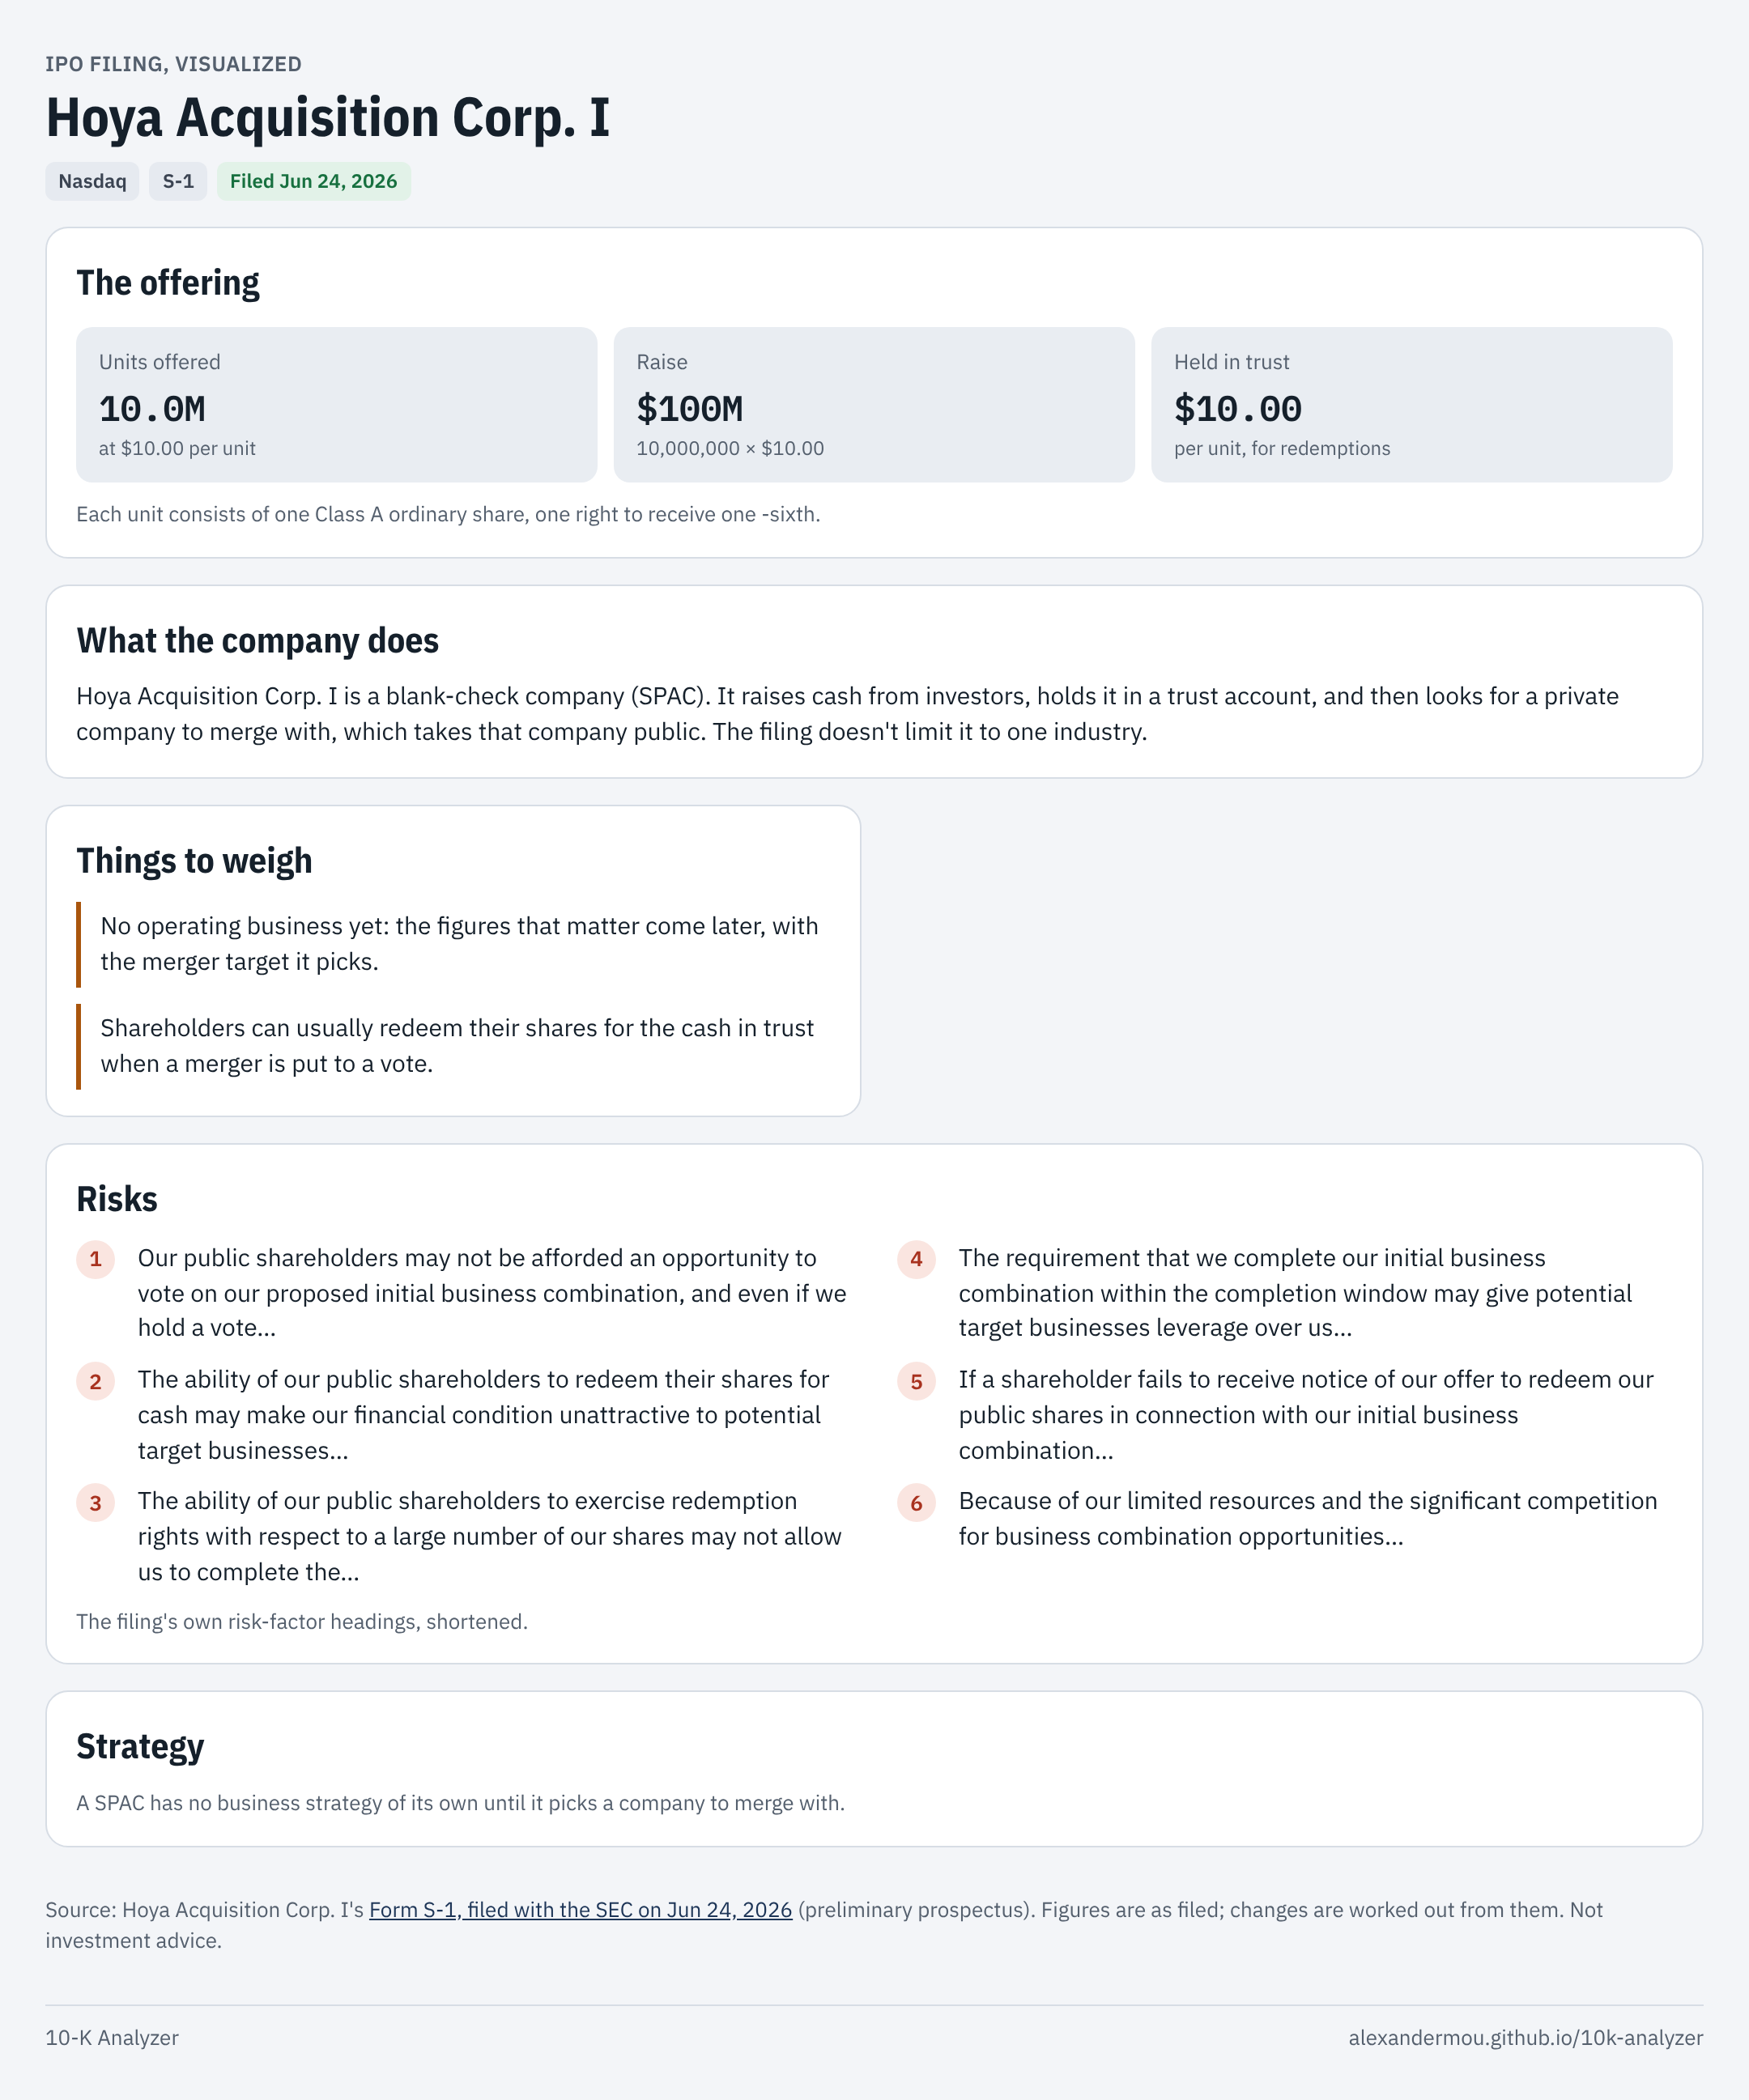 IPO FILING, VISUALIZED
Hoya Acquisition Corp. I
Nasdaq S-1 Filed Jun 24, 2026
The offering
Units offered
10.0M
at $10.00 per unit
Raise
$100M
10,000,000 × $10.00
Held in trust
$10.00
per unit, for redemptions
Each unit consists of one Class A ordinary share, one right to receive one -sixth.
What the company does
Hoya Acquisition Corp. I is a blank-check company (SPAC). It raises cash from investors, holds it in a trust account, and then looks for a private
company to merge with, which takes that company public. The filing doesn't limit it to one industry.
Things to weigh
No operating business yet: the figures that matter come later, with
the merger target it picks.
Shareholders can usually redeem their shares for the cash in trust
when a merger is put to a vote.
Risks
1 Our public shareholders may not be afforded an opportunity to
vote on our proposed initial business combination, and even if we
hold a vote…
2 The ability of our public shareholders to redeem their shares for
cash may make our financial condition unattractive to potential
target businesses…
3 The ability of our public shareholders to exercise redemption
rights with respect to a large number of our shares may not allow
us to complete the…
4 The requirement that we complete our initial business
combination within the completion window may give potential
target businesses leverage over us…
5 If a shareholder fails to receive notice of our offer to redeem our
public shares in connection with our initial business
combination…
6 Because of our limited resources and the significant competition
for business combination opportunities…
The filing's own risk-factor headings, shortened.
Strategy
A SPAC has no business strategy of its own until it picks a company to merge with.
Source: Hoya Acquisition Corp. I's Form S-1, filed with the SEC on Jun 24, 2026 (preliminary prospectus). Figures are as filed; changes are worked out from them. Not
investment advice.
10-K Analyzer
alexandermou.github.io/10k-analyzer